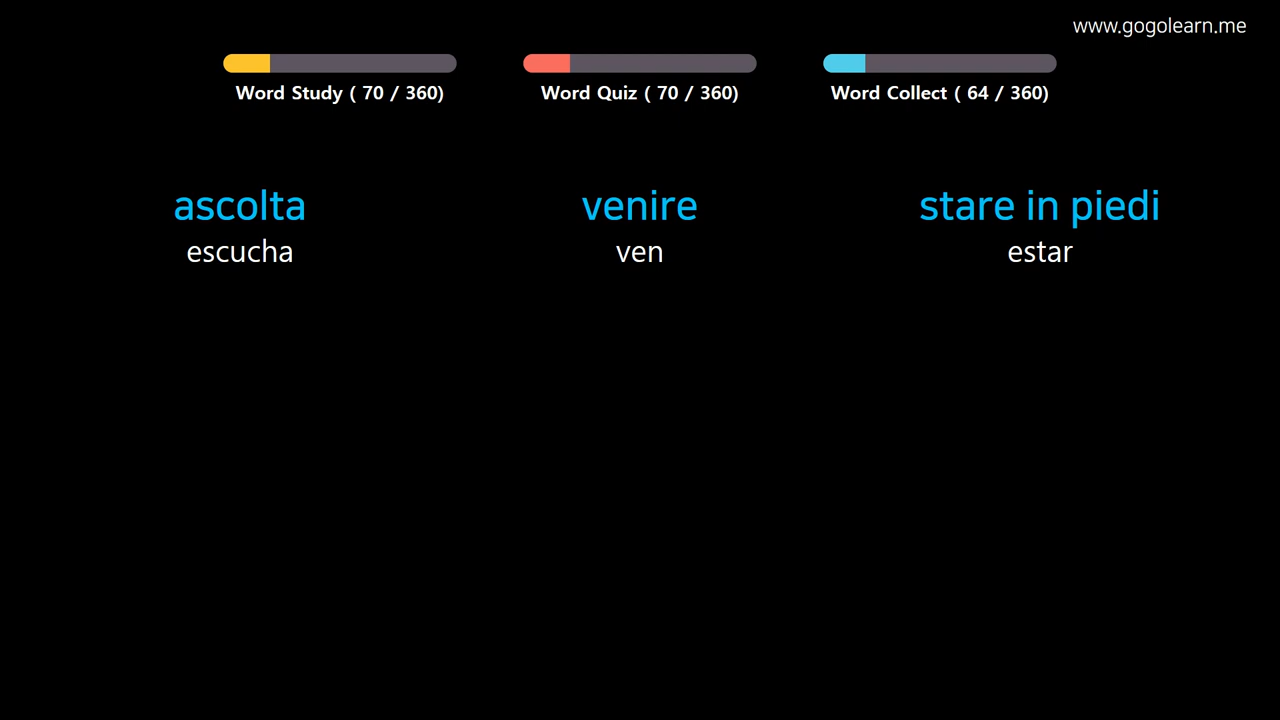 www.gogolearn.me
Word Study ( 70 / 360)
Word Quiz ( 70 / 360)
Word Collect ( 64 / 360)
ascolta
escucha
venire
ven
stare in piedi
estar